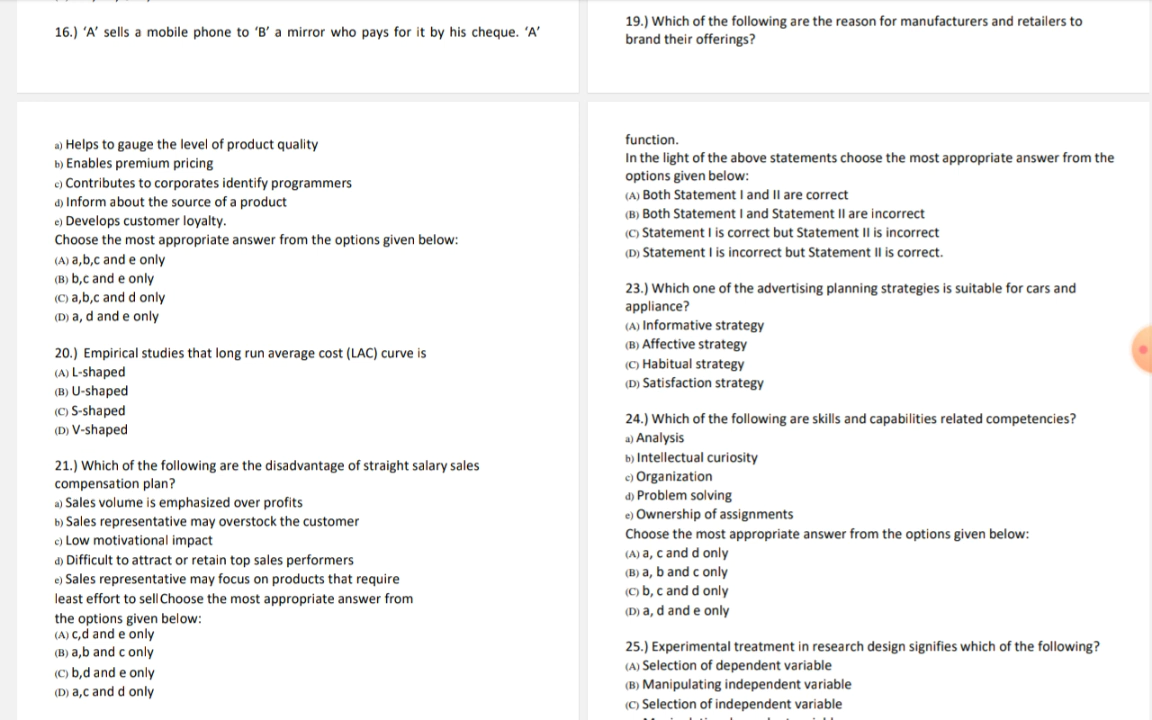 16.) ‘A’ sells a mobile phone to ‘B’ a mirror who pays for it by his cheque. ‘A’
a) Helps to gauge the level of product quality
b) Enables premium pricing
c) Contributes to corporates identify programmers
d) Inform about the source of a product
e) Develops customer loyalty.
Choose the most appropriate answer from the options given below:
(A) a,b,c and e only
(B) b,c and e only
(C) a,b,c and d only
(D) a, d and e only
20.) Empirical studies that long run average cost (LAC) curve is
(A) L-shaped
(B) U-shaped
(C) S-shaped
(D) V-shaped
21.) Which of the following are the disadvantage of straight salary sales
compensation plan?
a) Sales volume is emphasized over profits
b) Sales representative may overstock the customer
c) Low motivational impact
d) Difficult to attract or retain top sales performers
e) Sales representative may focus on products that require
least effort to sell Choose the most appropriate answer from
the options given below:
(A) c,d and e only
(B) a,b and c only
(C) b,d and e only
(D) a,c and d only
19.) Which of the following are the reason for manufacturers and retailers to
brand their offerings?
function.
In the light of the above statements choose the most appropriate answer from the
options given below:
(A) Both Statement I and II are correct
(B) Both Statement I and Statement II are incorrect
(C) Statement I is correct but Statement II is incorrect
(D) Statement I is incorrect but Statement II is correct.
23.) Which one of the advertising planning strategies is suitable for cars and
appliance?
(A) Informative strategy
(B) Affective strategy
(C) Habitual strategy
(D) Satisfaction strategy
24.) Which of the following are skills and capabilities related competencies?
a) Analysis
b) Intellectual curiosity
c) Organization
d) Problem solving
e) Ownership of assignments
Choose the most appropriate answer from the options given below:
(A) a, c and d only
(B) a, b and c only
(C) b, c and d only
(D) a, d and e only
25.) Experimental treatment in research design signifies which of the following?
(A) Selection of dependent variable
(B) Manipulating independent variable
(C) Selection of independent variable